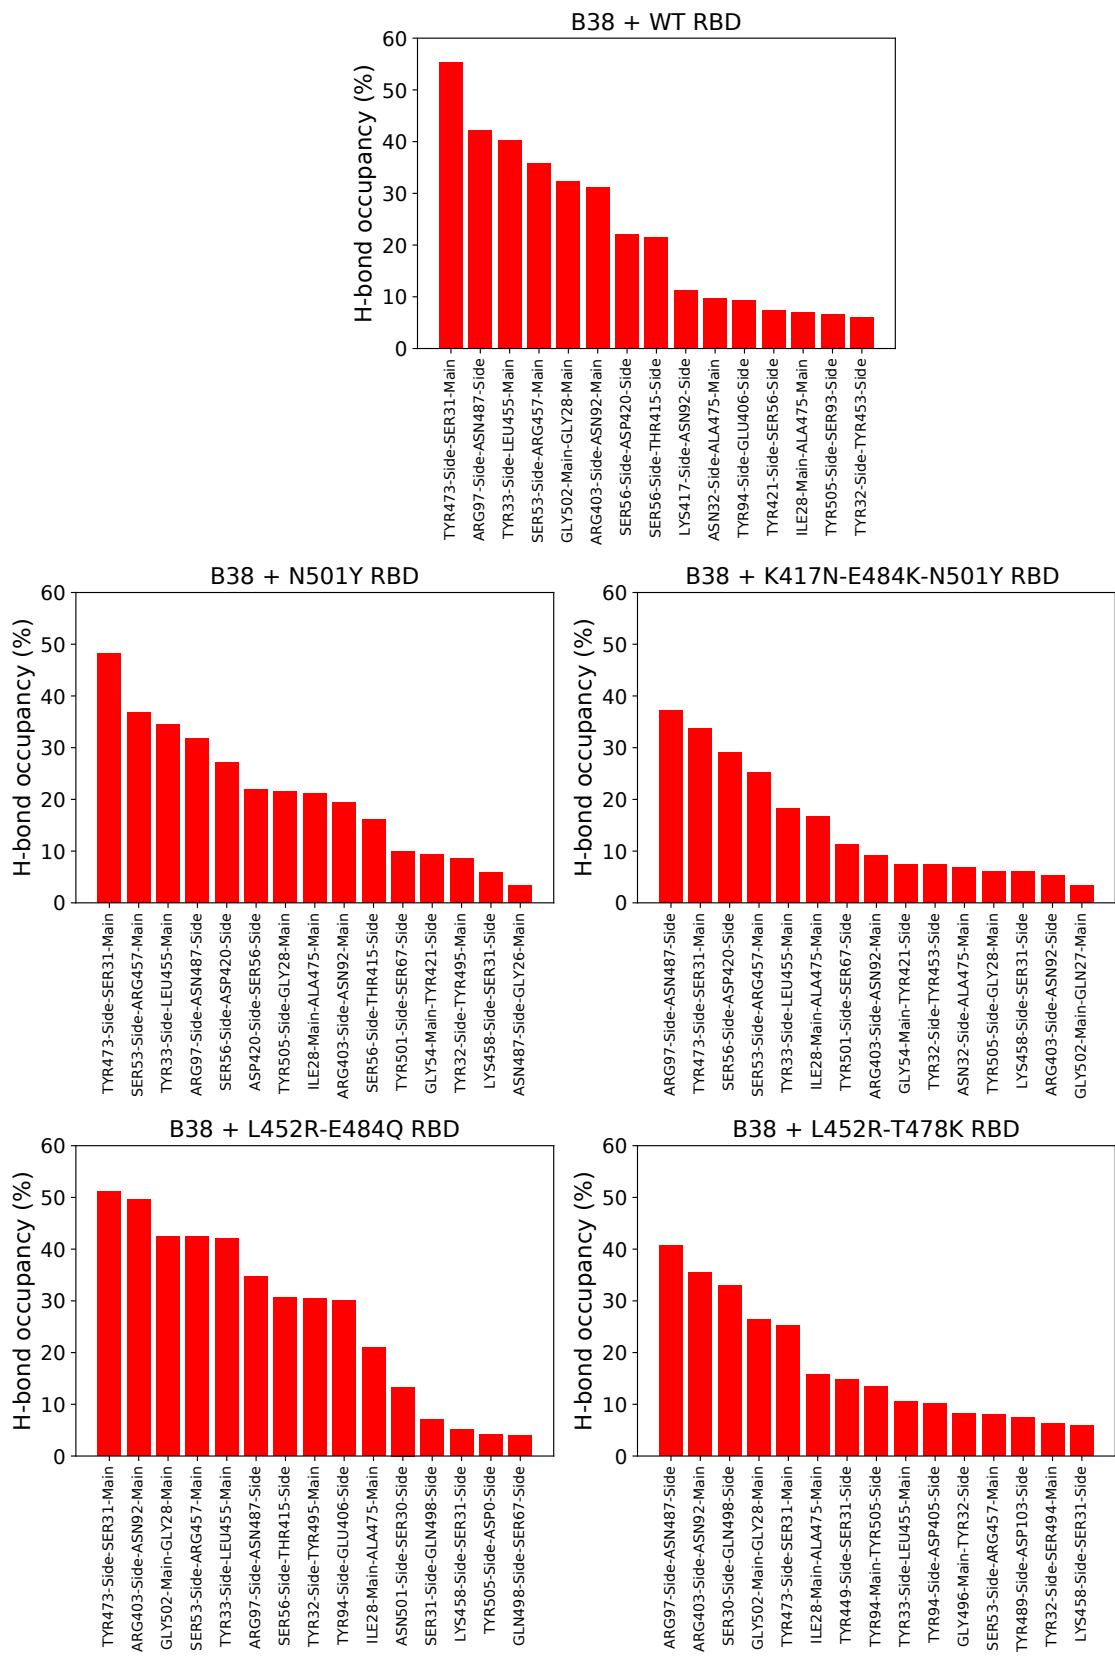 B38 + WT RBD
H-bond occupancy (%)
60
50
40
30
20
10
0
TYR473-Side-SER31-Main
ARG97-Side-ASN487-Side
TYR33-Side-LEU455-Main
SER53-Side-ARG457-Main
GLY502-Main-GLY28-Main
ARG403-Side-ASN92-Main
SER56-Side-ASP420-Side
SER56-Side-THR415-Side
LYS417-Side-ASN92-Side
ASN32-Side-ALA475-Main
TYR94-Side-GLU406-Side
TYR421-Side-SER56-Side
ILE28-Main-ALA475-Main
TYR505-Side-SER93-Side
TYR32-Side-TYR453-Side
B38 + N501Y RBD
H-bond occupancy (%)
60
50
40
30
20
10
0
TYR473-Side-SER31-Main
SER53-Side-ARG457-Main
TYR33-Side-LEU455-Main
ARG97-Side-ASN487-Side
SER56-Side-ASP420-Side
ASP420-Side-SER56-Side
TYR505-Side-GLY28-Main
ILE28-Main-ALA475-Main
ARG403-Side-ASN92-Main
SER56-Side-THR415-Side
TYR501-Side-SER67-Side
GLY54-Main-TYR421-Side
TYR32-Side-TYR495-Main
LYS458-Side-SER31-Side
ASN487-Side-GLY26-Main
B38 + K417N-E484K-N501Y RBD
H-bond occupancy (%)
60
50
40
30
20
10
0
ARG97-Side-ASN487-Side
TYR473-Side-SER31-Main
SER56-Side-ASP420-Side
SER53-Side-ARG457-Main
TYR33-Side-LEU455-Main
ILE28-Main-ALA475-Main
TYR501-Side-SER67-Side
ARG403-Side-ASN92-Main
GLY54-Main-TYR421-Side
TYR32-Side-TYR453-Side
ASN32-Side-ALA475-Main
TYR505-Side-GLY28-Main
LYS458-Side-SER31-Side
ARG403-Side-ASN92-Side
GLY502-Main-GLN27-Main
B38 + L452R-E484Q RBD
H-bond occupancy (%)
60
50
40
30
20
10
0
TYR473-Side-SER31-Main
ARG403-Side-ASN92-Main
GLY502-Main-GLY28-Main
SER53-Side-ARG457-Main
TYR33-Side-LEU455-Main
ARG97-Side-ASN487-Side
SER56-Side-THR415-Side
TYR32-Side-TYR495-Main
TYR94-Side-GLU406-Side
ILE28-Main-ALA475-Main
ASN501-Side-SER30-Side
SER31-Side-GLN498-Side
LYS458-Side-SER31-Side
TYR505-Side-ASP0-Side
GLN498-Side-SER67-Side
B38 + L452R-T478K RBD
H-bond occupancy (%)
60
50
40
30
20
10
0
ARG97-Side-ASN487-Side
ARG403-Side-ASN92-Main
SER30-Side-GLN498-Side
GLY502-Main-GLY28-Main
TYR473-Side-SER31-Main
ILE28-Main-ALA475-Main
TYR449-Side-SER31-Side
TYR94-Main-TYR505-Side
TYR33-Side-LEU455-Main
TYR94-Side-ASP405-Side
GLY496-Main-TYR32-Side
SER53-Side-ARG457-Main
TYR489-Side-ASP103-Side
TYR32-Side-SER494-Main
LYS458-Side-SER31-Side